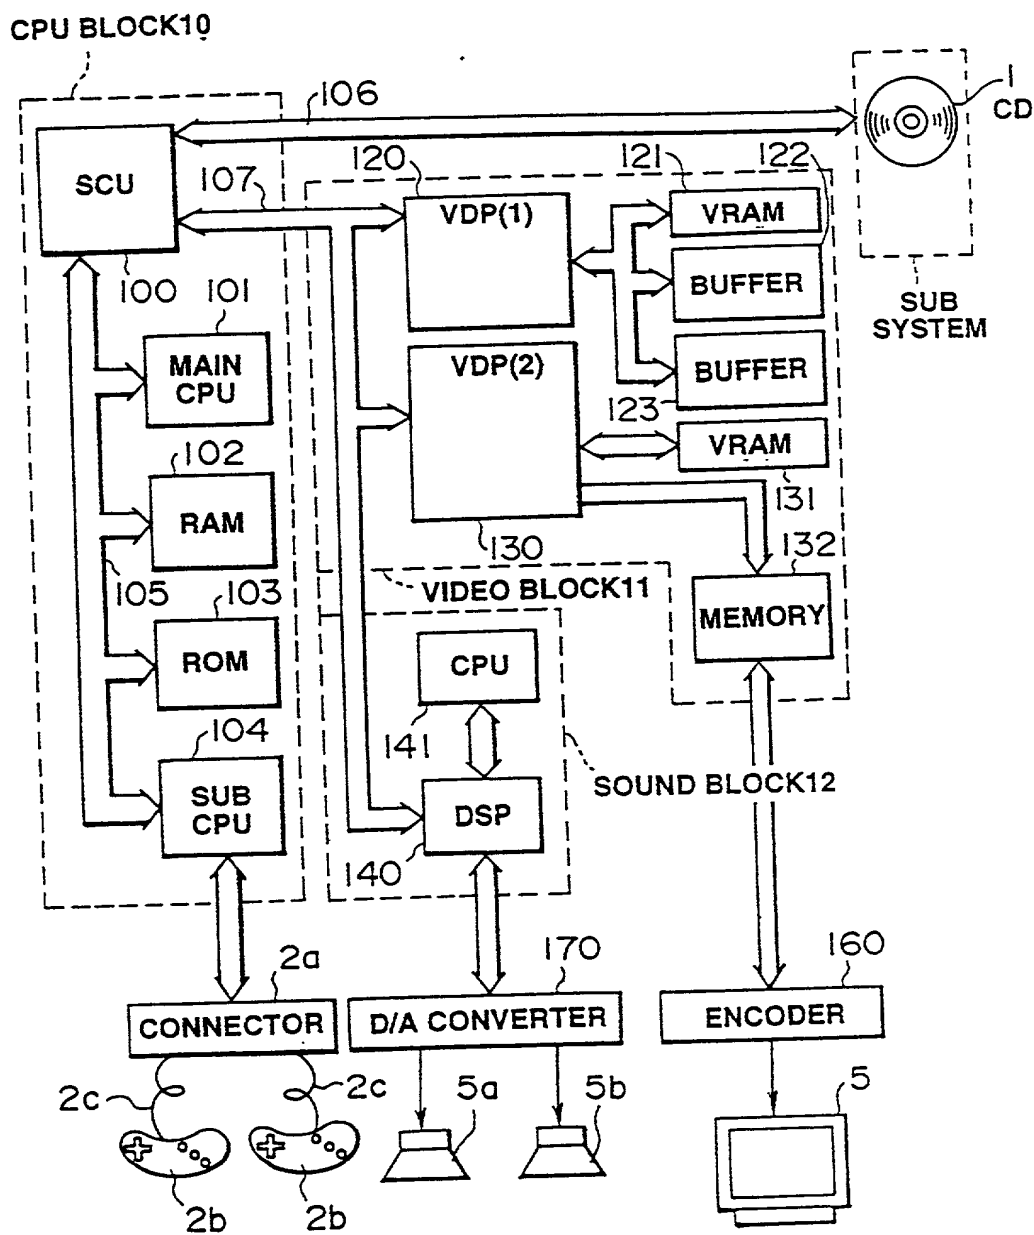 CPU BLOCK10
106
1
CD
SCU
107
120
121
122
VDP(1)
VRAM
100
101
BUFFER
SUB
SYSTEM
MAIN
CPU
VDP(2)
BUFFER
123
102
VRAM
RAM
131
130
132
105
103
VIDEO BLOCK11
MEMORY
ROM
CPU
104
141
SOUND BLOCK12
SUB
CPU
DSP
140
2a
170
160
CONNECTOR
D/A CONVERTER
ENCODER
2c
2c
5a
5b
5
2b
2b